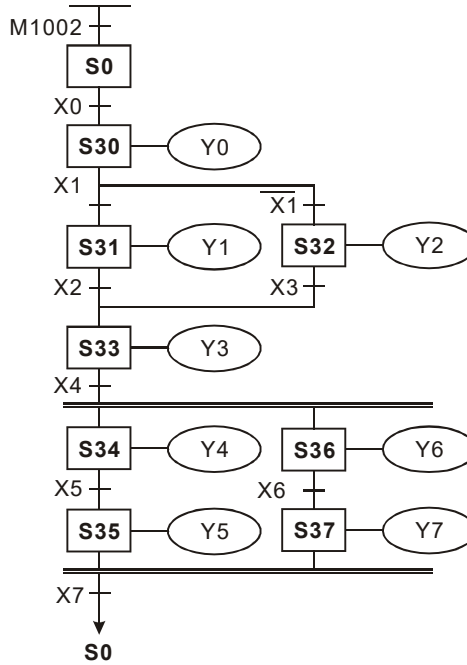 M1002
S0
X0
S30 Y0
X1 X1
S31 Y1 S32 Y2
X2 X3
S33 Y3
X4
S34 Y4 S36 Y6
X5 X6
S35 Y5 S37 Y7
X7
S0